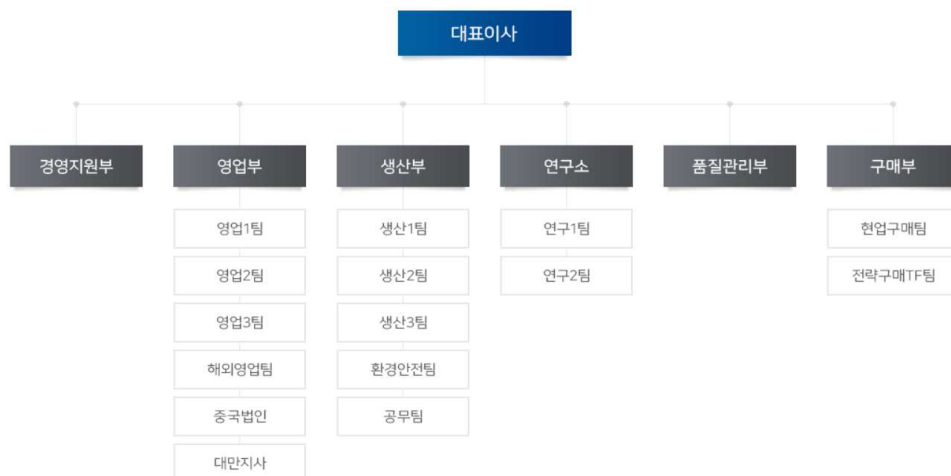 대표이사
경영지원부
영업부
생산부
연구소
품질관리부
구매부
영업1팀
영업2팀
영업3팀
해외영업팀
중국법인
대만지사
생산1팀
생산2팀
생산3팀
환경안전팀
공무팀
연구1팀
연구2팀
현업구매팀
전략구매TF팀